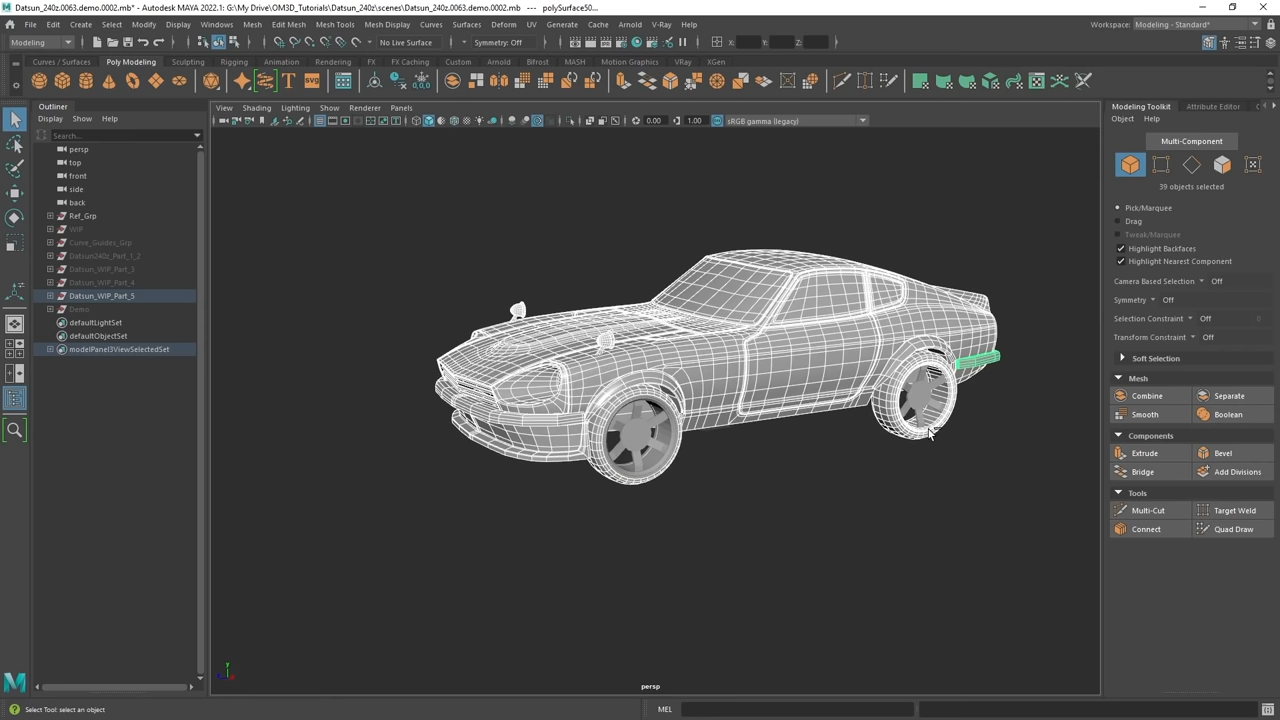 Datsun_240z.0063.demo.0002.mb* - Autodesk MAYA 2022.1: G:\My Drive\OM3D_Tutorials\Datsun_240z\scenes\Datsun_240z.0063.demo.0002.mb --- polySurface50...
File Edit Create Select Modify Display Windows Mesh Edit Mesh Mesh Tools Mesh Display Curves Surfaces Deform UV Generate Cache Arnold V-Ray Help
Workspace: Modeling - Standard*
Modeling No Live Surface Symmetry: Off X: Y: Z:
Curves / Surfaces Poly Modeling Sculpting Rigging Animation Rendering FX FX Caching Custom Arnold Bifrost MASH Motion Graphics VRay XGen
Outliner
Display Show Help
Search...
persp
top
front
side
back
Ref_Grp
WIP
Curve_Guides_Grp
Datsun240z_Part_1_2
Datsun_WIP_Part_3
Datsun_WIP_Part_4
Datsun_WIP_Part_5
Demo
defaultLightSet
defaultObjectSet
modelPanel3ViewSelectedSet
View Shading Lighting Show Renderer Panels
0.00 1.00 sRGB gamma (legacy)
persp
Modeling Toolkit Attribute Editor
Object Help
Multi-Component
39 objects selected
Pick/Marquee
Drag
Tweak/Marquee
Highlight Backfaces
Highlight Nearest Component
Camera Based Selection Off
Symmetry Off
Selection Constraint Off 0
Transform Constraint Off
Soft Selection
Mesh
Combine Separate
Smooth Boolean
Components
Extrude Bevel
Bridge Add Divisions
Tools
Multi-Cut Target Weld
Connect Quad Draw
Select Tool: select an object
MEL